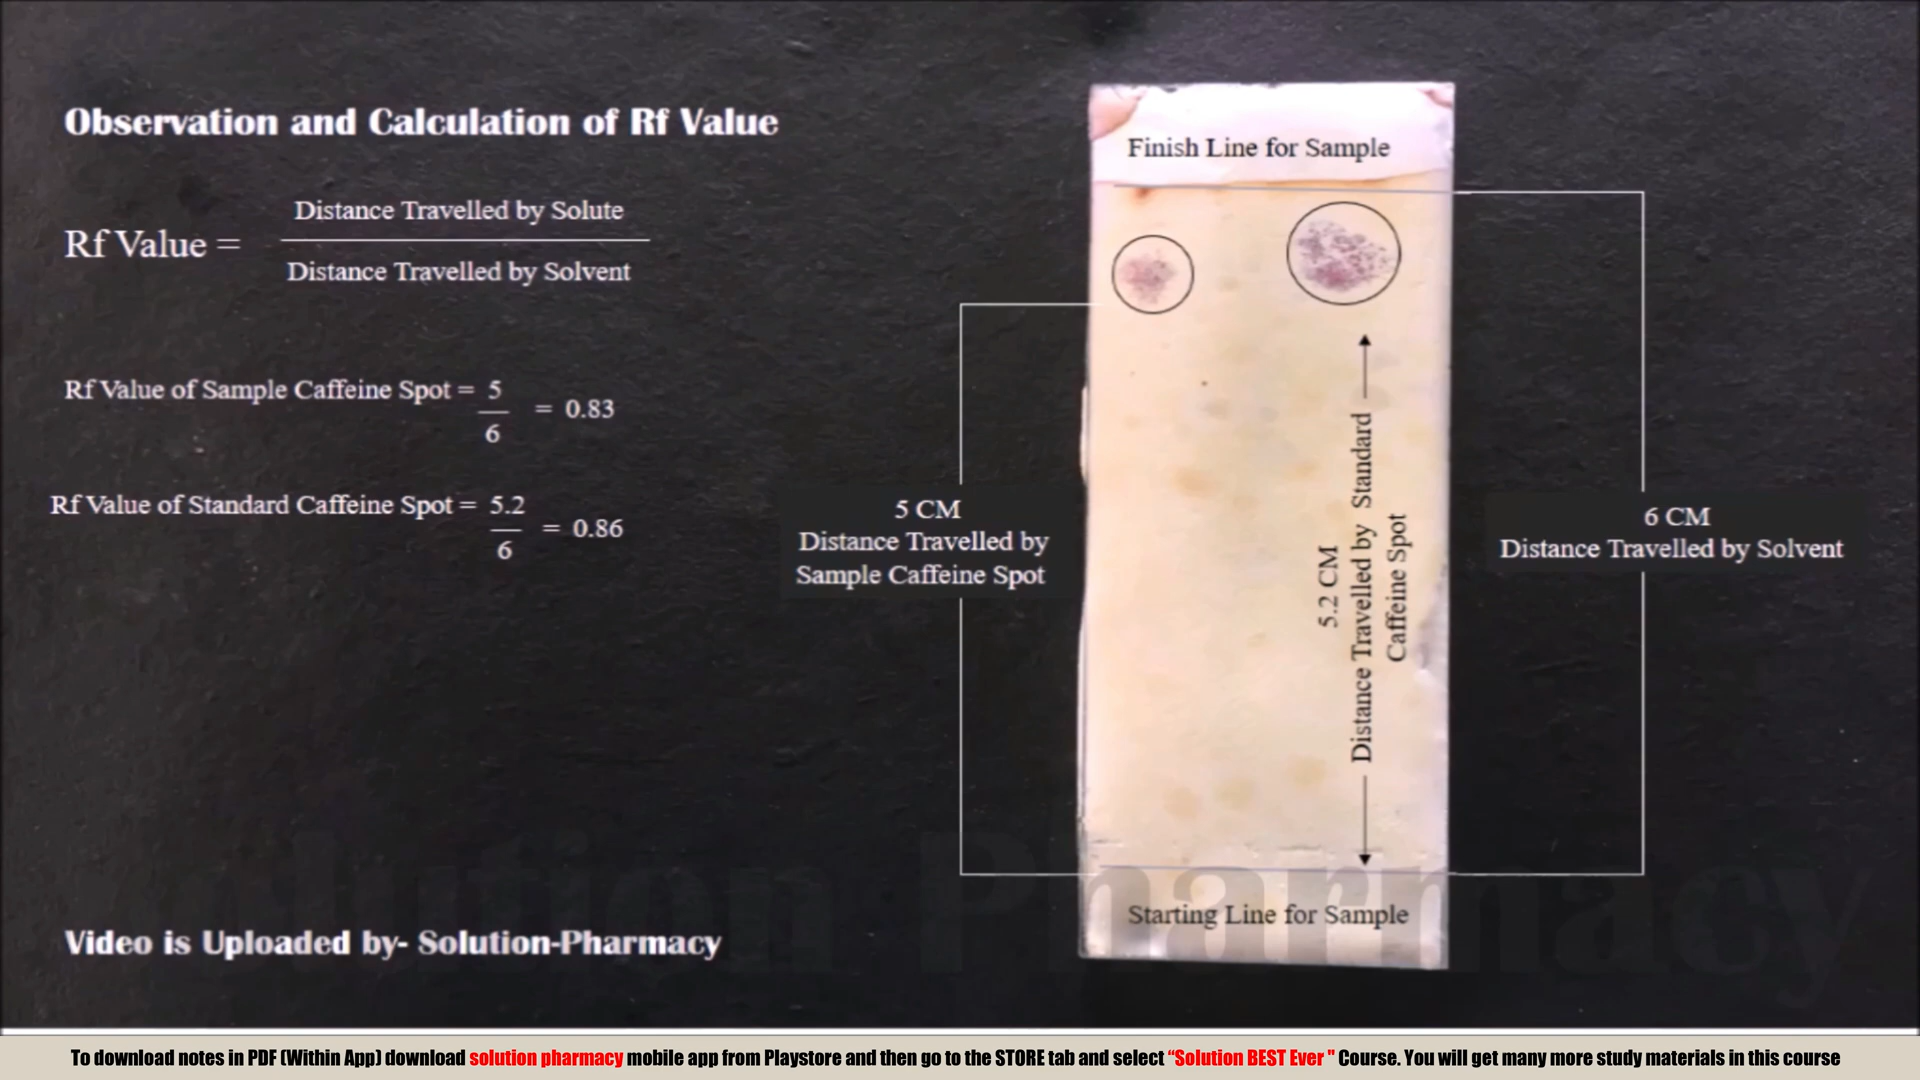 Observation and Calculation of Rf Value
Rf Value =
Distance Travelled by Solute
Distance Travelled by Solvent
Rf Value of Sample Caffeine Spot = 5
6
= 0.83
Rf Value of Standard Caffeine Spot = 5.2
6
= 0.86
Finish Line for Sample
5 CM
Distance Travelled by
Sample Caffeine Spot
5.2 CM
Distance Travelled by Standard
Caffeine Spot
6 CM
Distance Travelled by Solvent
Starting Line for Sample
Solution Pharmacy
Video is Uploaded by- Solution-Pharmacy
To download notes in PDF (Within App) download solution pharmacy mobile app from Playstore and then go to the STORE tab and select “Solution BEST Ever " Course. You will get many more study materials in this course